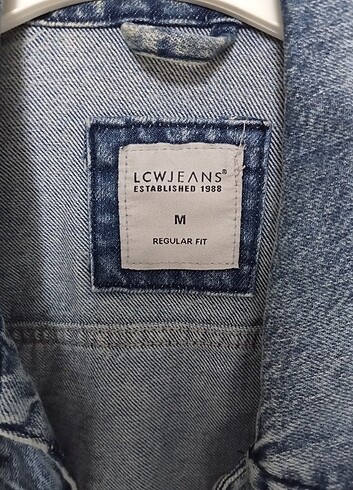 LCWJEANS®
ESTABLISHED 1988
M
REGULAR FIT